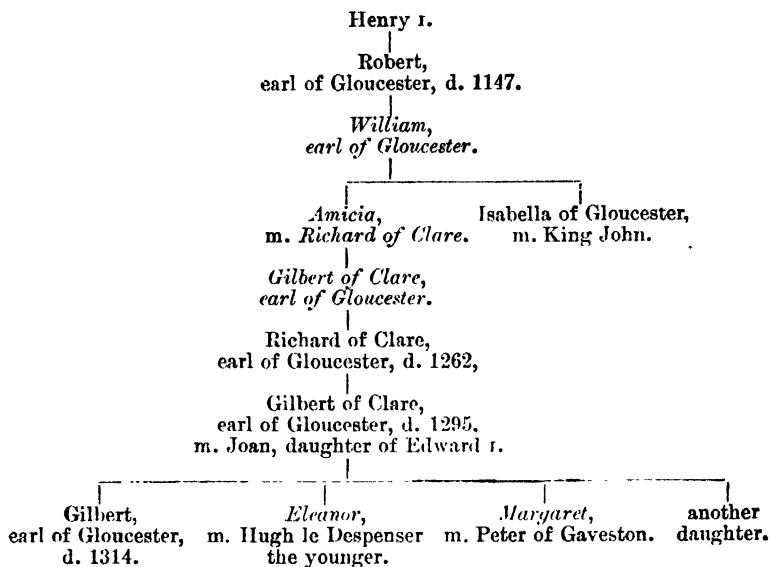 Henry I.
Robert,
earl of Gloucester, d. 1147.
William,
earl of Gloucester.
Amicia,
m. Richard of Clare.
Isabella of Gloucester,
m. King John.
Gilbert of Clare,
earl of Gloucester.
Richard of Clare,
earl of Gloucester, d. 1262,
Gilbert of Clare,
earl of Gloucester, d. 1295.
m. Joan, daughter of Edward I.
Gilbert,
earl of Gloucester,
d. 1314.
Eleanor,
m. Hugh le Despenser
the younger.
Margaret,
m. Peter of Gaveston.
another
daughter.